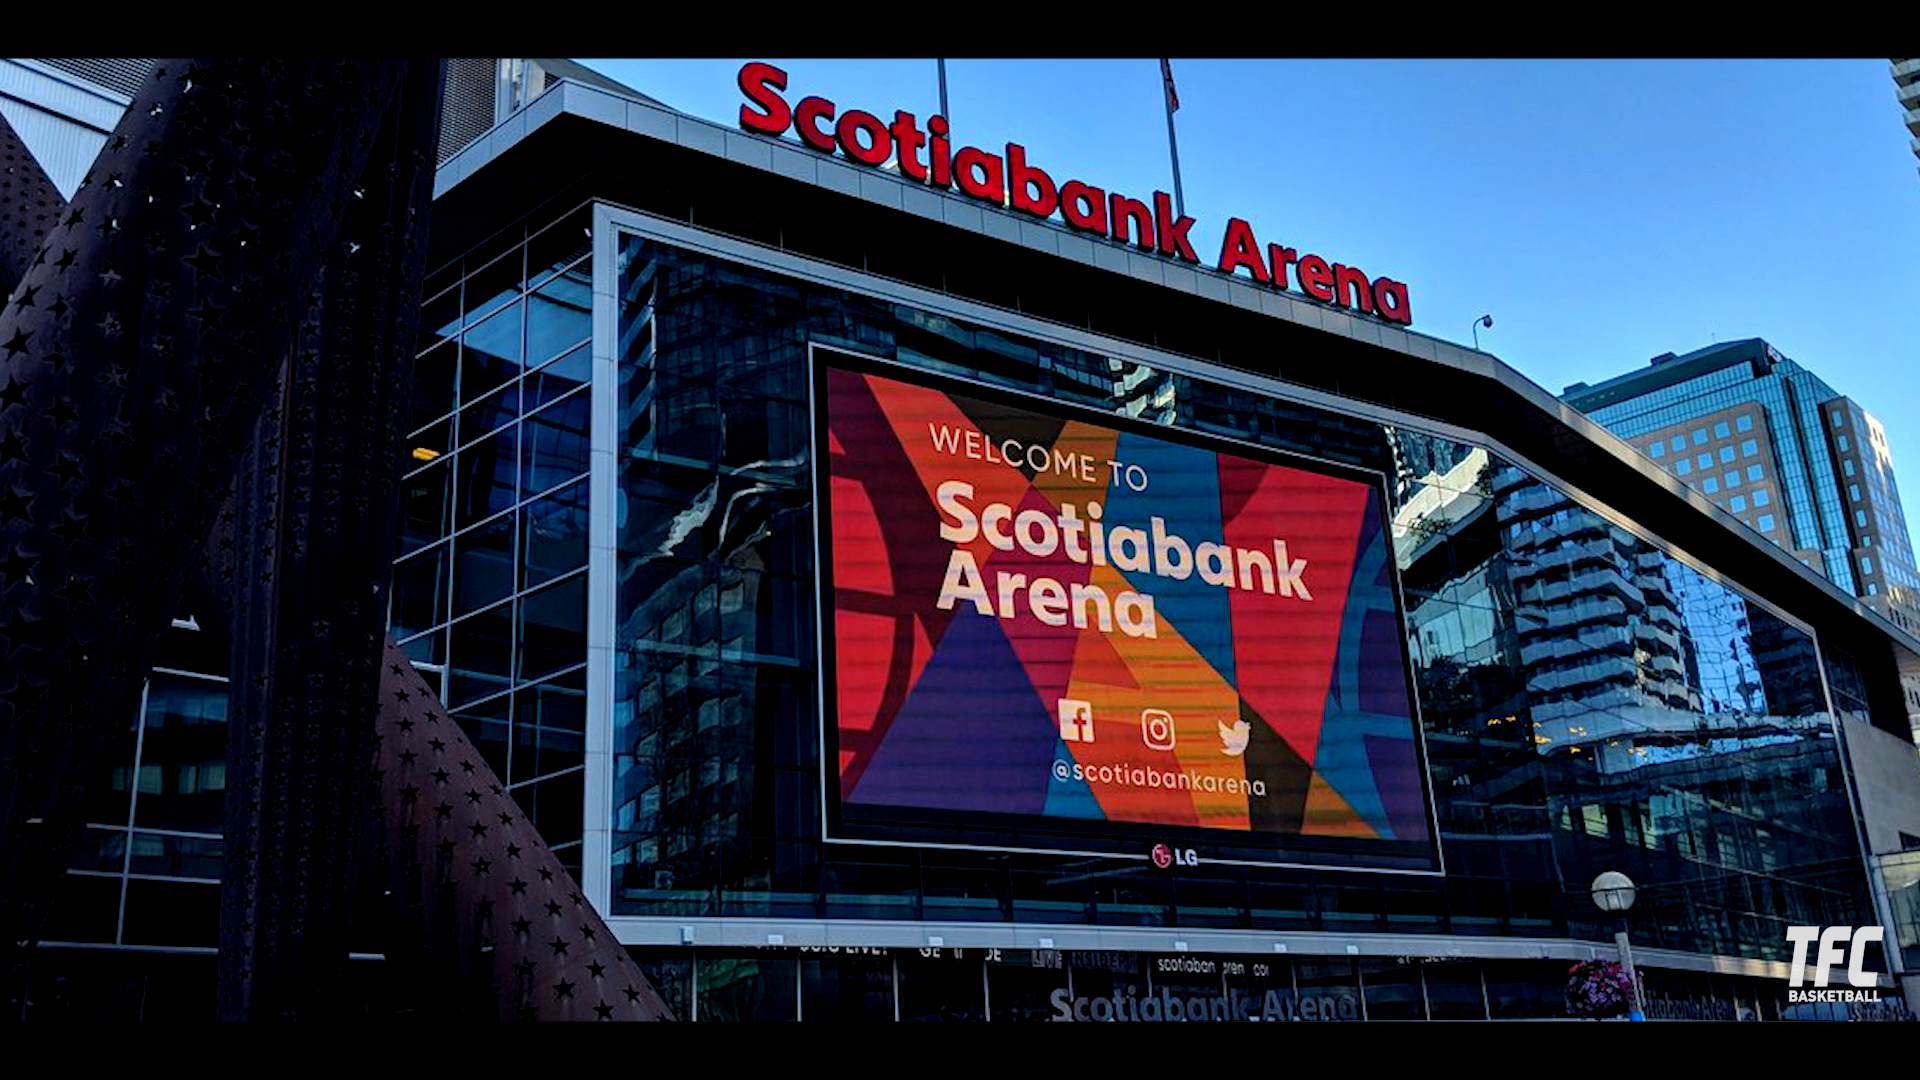 Scotiabank Arena
WELCOME TO
Scotiabank
Arena
@scotiabankarena
LG
Scotiabank Arena
TFC
BASKETBALL